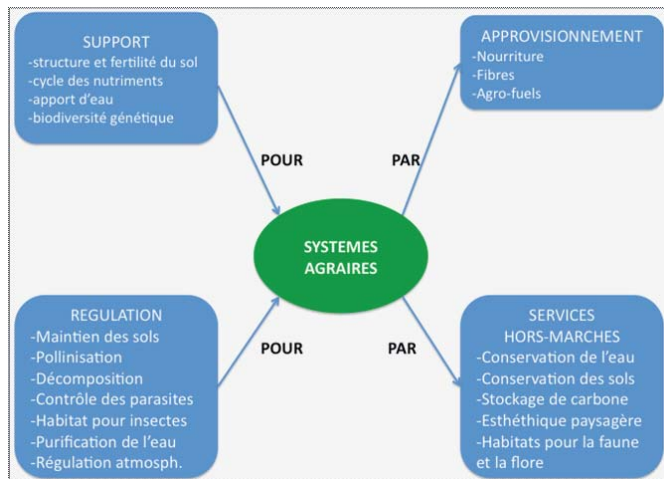 SUPPORT
-structure et fertilité du sol
-cycle des nutriments
-apport d'eau
-biodiversité génétique
APPROVISIONNEMENT
-Nourriture
-Fibres
-Agro-fuels
POUR
PAR
SYSTEMES
AGRAIRES
REGULATION
-Maintien des sols
-Pollinisation
-Décomposition
-Contrôle des parasites
-Habitat pour insectes
-Purification de l'eau
-Régulation atmosph.
POUR
PAR
SERVICES
HORS-MARCHES
-Conservation de l'eau
-Conservation des sols
-Stockage de carbone
-Esthéthique paysagère
-Habitats pour la faune
et la flore